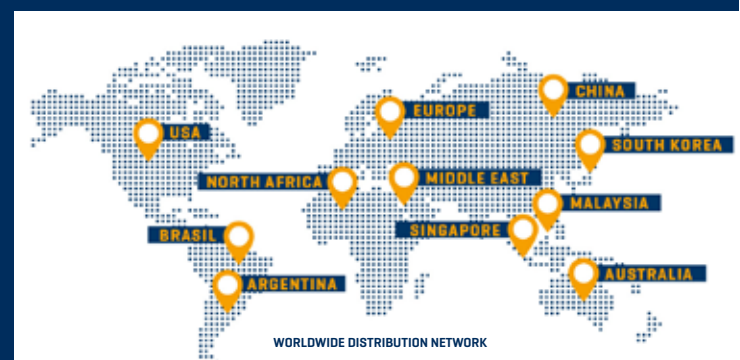 CHINA
EUROPE
USA
SOUTH KOREA
NORTH AFRICA
MIDDLE EAST
MALAYSIA
BRASIL
SINGAPORE
AUSTRALIA
ARGENTINA
WORLDWIDE DISTRIBUTION NETWORK